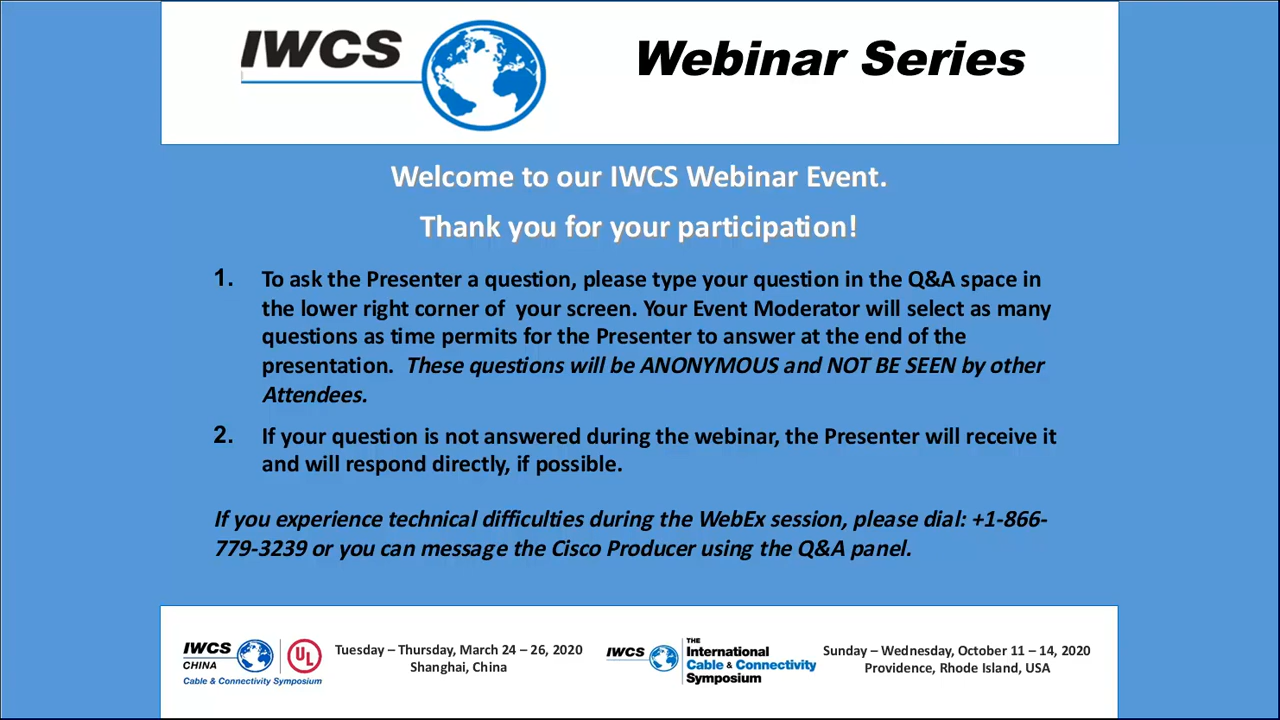 IWCS
Webinar Series
Welcome to our IWCS Webinar Event.
Thank you for your participation!
1. To ask the Presenter a question, please type your question in the Q&A space in
the lower right corner of your screen. Your Event Moderator will select as many
questions as time permits for the Presenter to answer at the end of the
presentation. These questions will be ANONYMOUS and NOT BE SEEN by other
Attendees.
2. If your question is not answered during the webinar, the Presenter will receive it
and will respond directly, if possible.
If you experience technical difficulties during the WebEx session, please dial: +1-866-
779-3239 or you can message the Cisco Producer using the Q&A panel.
IWCS
CHINA
UL
Cable & Connectivity Symposium
Tuesday – Thursday, March 24 – 26, 2020
Shanghai, China
IWCS
THE
International
Cable & Connectivity
Symposium
Sunday – Wednesday, October 11 – 14, 2020
Providence, Rhode Island, USA